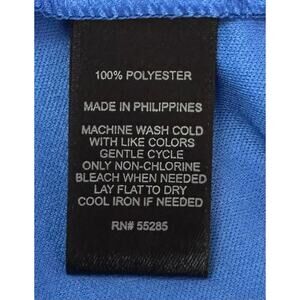 100% POLYESTER
MADE IN PHILIPPINES
MACHINE WASH COLD
WITH LIKE COLORS
GENTLE CYCLE
ONLY NON-CHLORINE
BLEACH WHEN NEEDED
LAY FLAT TO DRY
COOL IRON IF NEEDED
RN# 55285